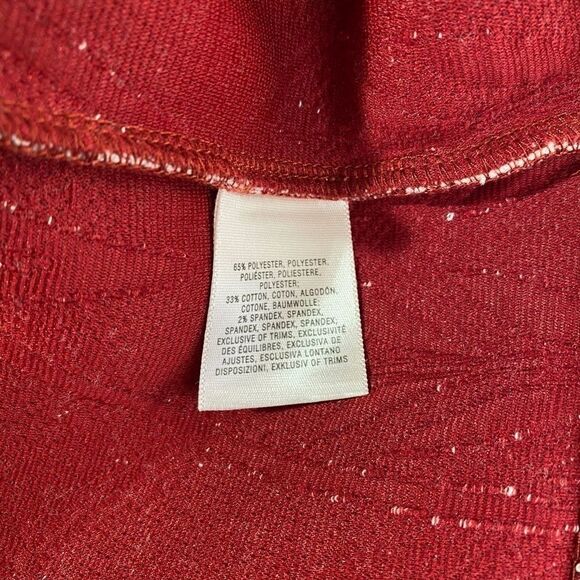 65% POLYESTER, POLYESTER,
POLIÉSTER, POLIESTERE,
POLYESTER;
33% COTTON, COTON, ALGODÓN,
COTONE, BAUMWOLLE;
2% SPANDEX, SPANDEX,
SPANDEX, SPANDEX, SPANDEX;
EXCLUSIVE OF TRIMS, EXCLUSIVITÉ
DES ÉQUILIBRES, EXCLUSIVA DE
AJUSTES, ESCLUSIVA LONTANO
DISPOSIZIONI, EXKLUSIV OF TRIMS